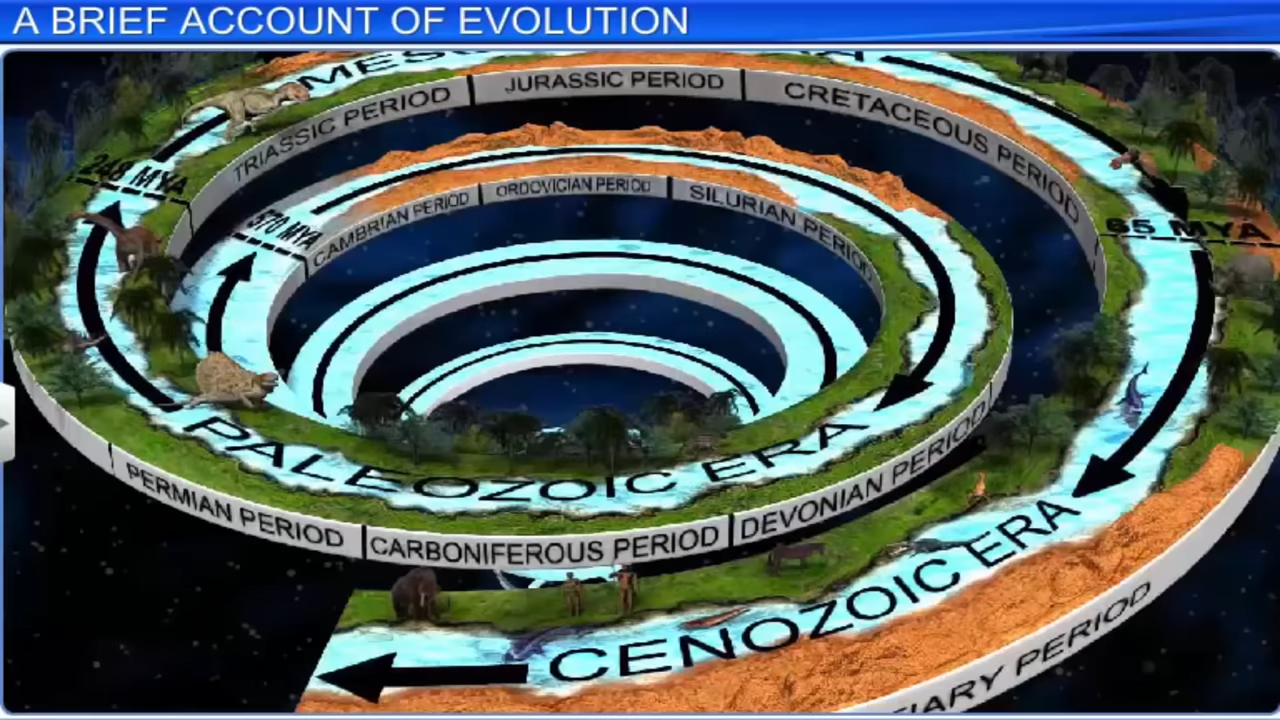 A BRIEF ACCOUNT OF EVOLUTION
JURASSIC PERIOD
TRIASSIC PERIOD
CRETACEOUS PERIOD
248 MYA
570 MYA
CAMBRIAN PERIOD
ORDOVICIAN PERIOD
SILURIAN PERIOD
65 MYA
PALEOZOIC ERA
PERMIAN PERIOD
CARBONIFEROUS PERIOD
DEVONIAN PERIOD
CENOZOIC ERA
PERIOD